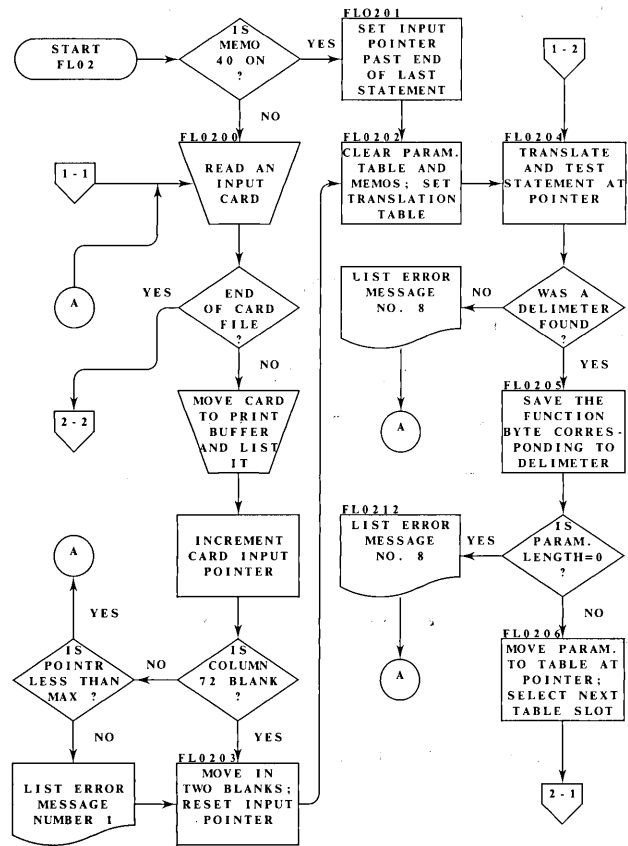 START
FL02
IS
MEMO
40 ON
?
YES
NO
FLO201
SET INPUT
POINTER
PAST END
OF LAST
STATEMENT
1-2
FL0200
READ AN
INPUT
CARD
1-1
A
FL0202
CLEAR PARAM.
TABLE AND
MEMOS; SET
TRANSLATION
TABLE
FL0204
TRANSLATE
AND TEST
STATEMENT AT
POINTER
YES
END
OF CARD
FILE
?
NO
2-2
LIST ERROR
MESSAGE
NO. 8
NO
WAS A
DELIMETER
FOUND
?
YES
A
MOVE CARD
TO PRINT
BUFFER
AND LIST
IT
FL0205
SAVE THE
FUNCTION
BYTE CORRES-
PONDING TO
DELIMETER
INCREMENT
CARD INPUT
POINTER
A
YES
FL0212
LIST ERROR
MESSAGE
NO. 8
YES
IS
PARAM.
LENGTH=0
?
NO
A
IS
POINTR
LESS THAN
MAX ?
NO
NO
IS
COLUMN
72 BLANK
?
YES
FL0206
MOVE PARAM.
TO TABLE AT
POINTER;
SELECT NEXT
TABLE SLOT
LIST ERROR
MESSAGE
NUMBER 1
FL0203
MOVE IN
TWO BLANKS;
RESET INPUT
POINTER
2-1